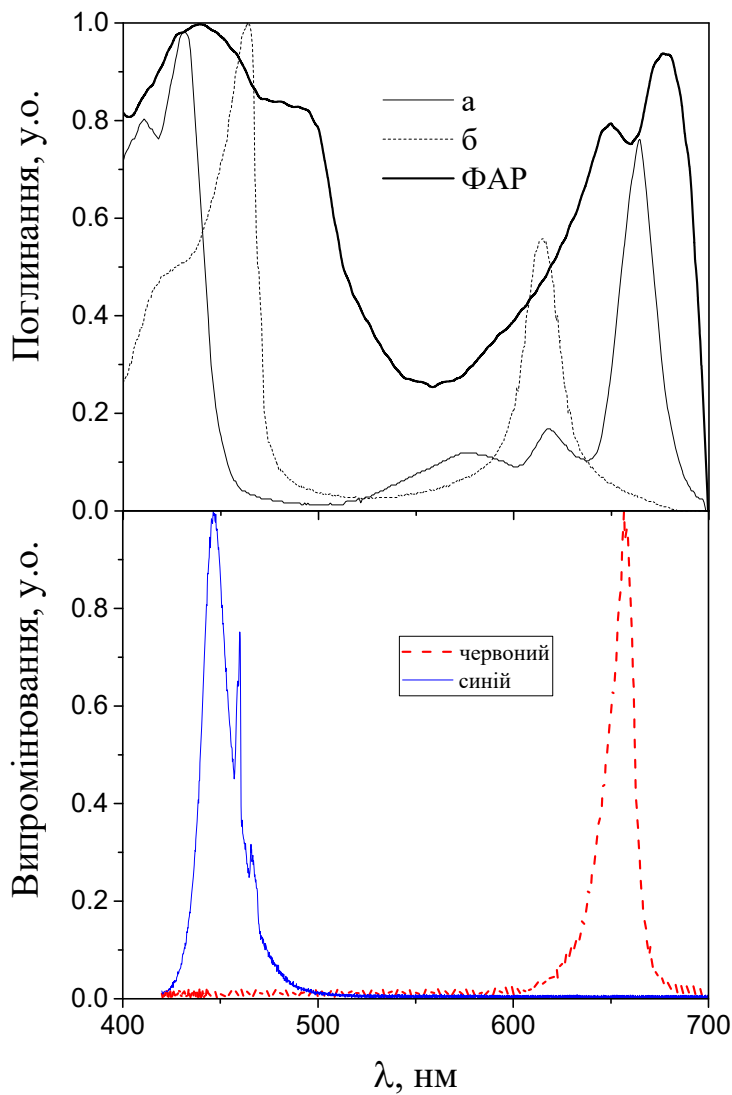 Поглинання, у.о.
1.0
0.8
0.6
0.4
0.2
0.0
а
б
ФАР
Випромінювання, у.о.
0.8
0.6
0.4
0.2
0.0
червоний
синій
400
500
600
700
λ, нм